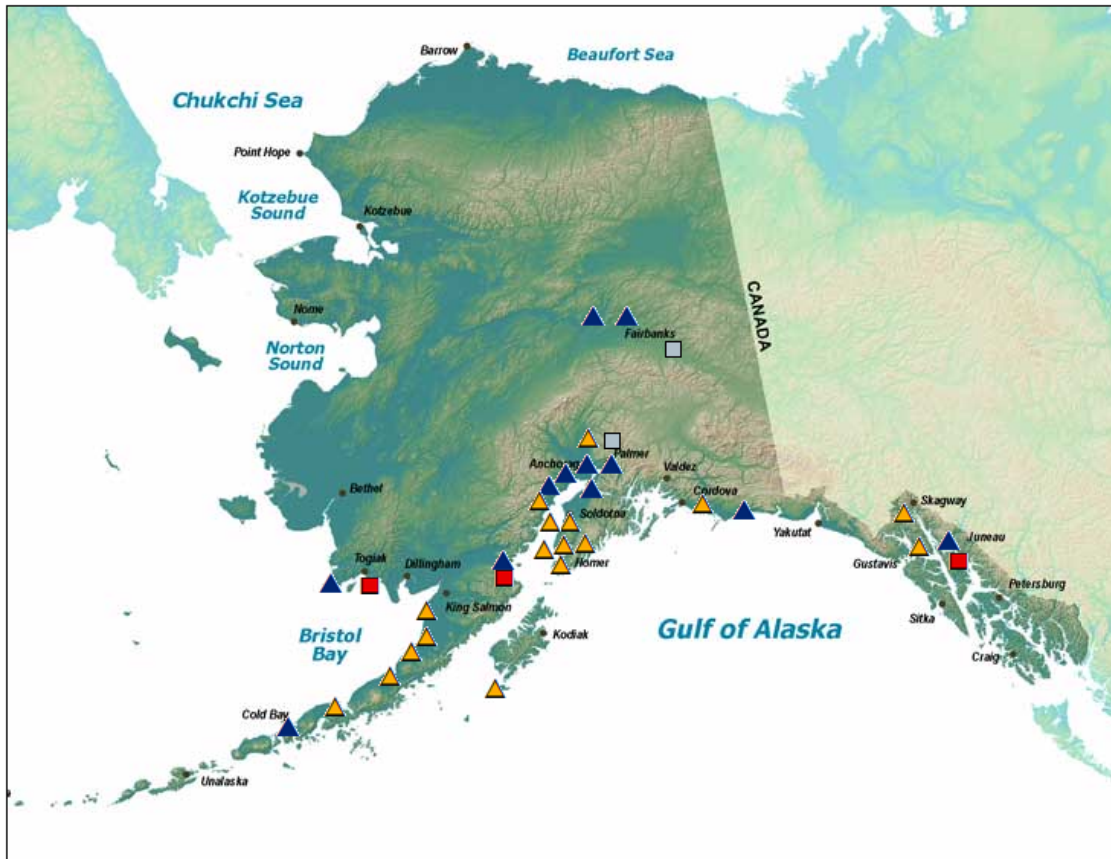 Barrow
Beaufort Sea
Chukchi Sea
Point Hope
Kotzebue
Sound
Kotzebue
CANADA
Nome
Norton
Sound
Fairbanks
Palmer
Valdez
Bethel
Cordova
Skagway
Soldotna
Yakutat
Juneau
Togiak
Dillingham
Homer
Gustavis
King Salmon
Petersburg
Sitka
Bristol
Bay
Kodiak
Gulf of Alaska
Craig
Cold Bay
Unalaska